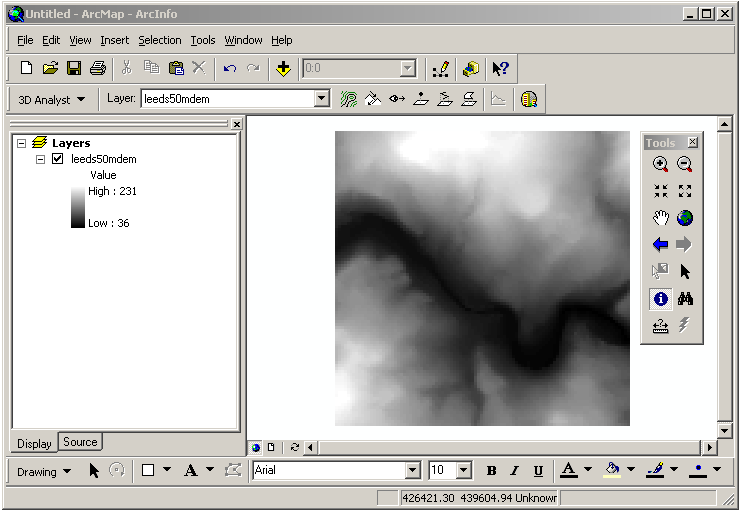 Untitled - ArcMap - ArcInfo
File Edit View Insert Selection Tools Window Help
0:0
3D Analyst Layer: leeds50mdem
Layers
leeds50mdem
Value
High : 231
Low : 36
Tools
Display Source
Drawing A Arial 10 B I U A
426421.30 439604.94 Unknowr